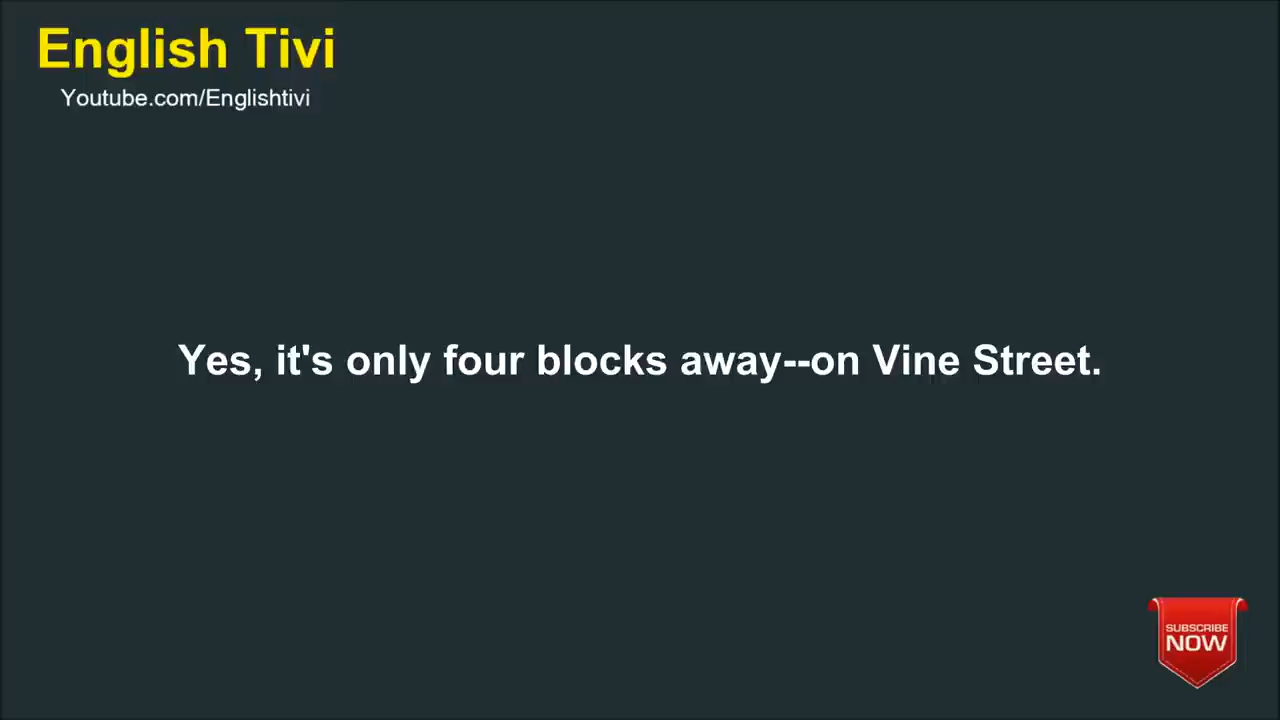 English Tivi
Youtube.com/Englishtivi
Yes, it's only four blocks away--on Vine Street.
SUBSCRIBE
NOW